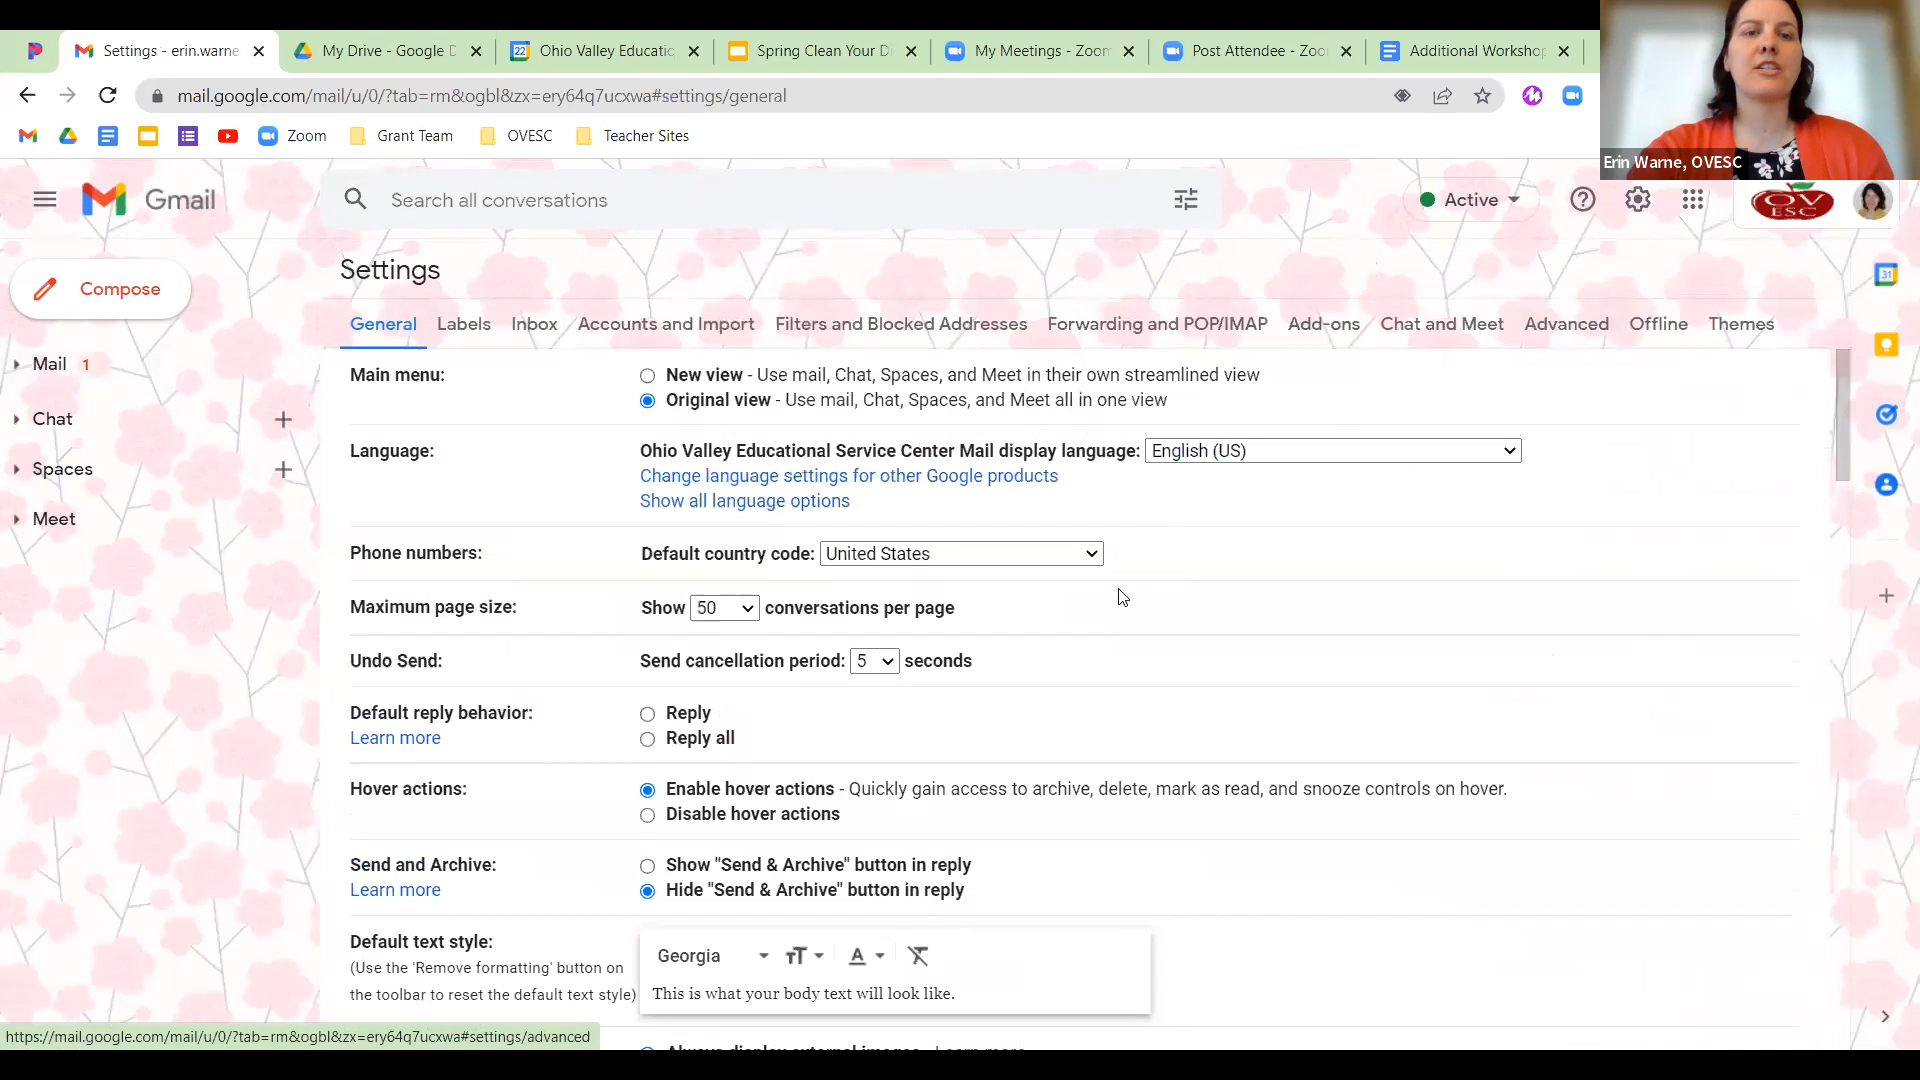 Settings - erin.warne
My Drive - Google D
22
Ohio Valley Educatio
Spring Clean Your D
My Meetings - Zoom
Post Attendee - Zoo
Additional Workshop
mail.google.com/mail/u/0/?tab=rm&ogbl&zx=ery64q7ucxwa#settings/general
Zoom
Grant Team
OVESC
Teacher Sites
Erin Warne, OVESC
Gmail
Search all conversations
Active
OV
ESC
Settings
Compose
31
General Labels Inbox Accounts and Import Filters and Blocked Addresses Forwarding and POP/IMAP Add-ons Chat and Meet Advanced Offline Themes
Mail 1
Chat
Spaces
Meet
Main menu:
New view - Use mail, Chat, Spaces, and Meet in their own streamlined view
Original view - Use mail, Chat, Spaces, and Meet all in one view
Language:
Ohio Valley Educational Service Center Mail display language: English (US)
Change language settings for other Google products
Show all language options
Phone numbers:
Default country code: United States
Maximum page size:
Show 50 conversations per page
Undo Send:
Send cancellation period: 5 seconds
Default reply behavior:
Learn more
Reply
Reply all
Hover actions:
Enable hover actions - Quickly gain access to archive, delete, mark as read, and snooze controls on hover.
Disable hover actions
Send and Archive:
Learn more
Show "Send & Archive" button in reply
Hide "Send & Archive" button in reply
Default text style:
(Use the 'Remove formatting' button on
the toolbar to reset the default text style)
Georgia
This is what your body text will look like.
https://mail.google.com/mail/u/0/?tab=rm&ogbl&zx=ery64q7ucxwa#settings/advanced
Always display external images - Learn more